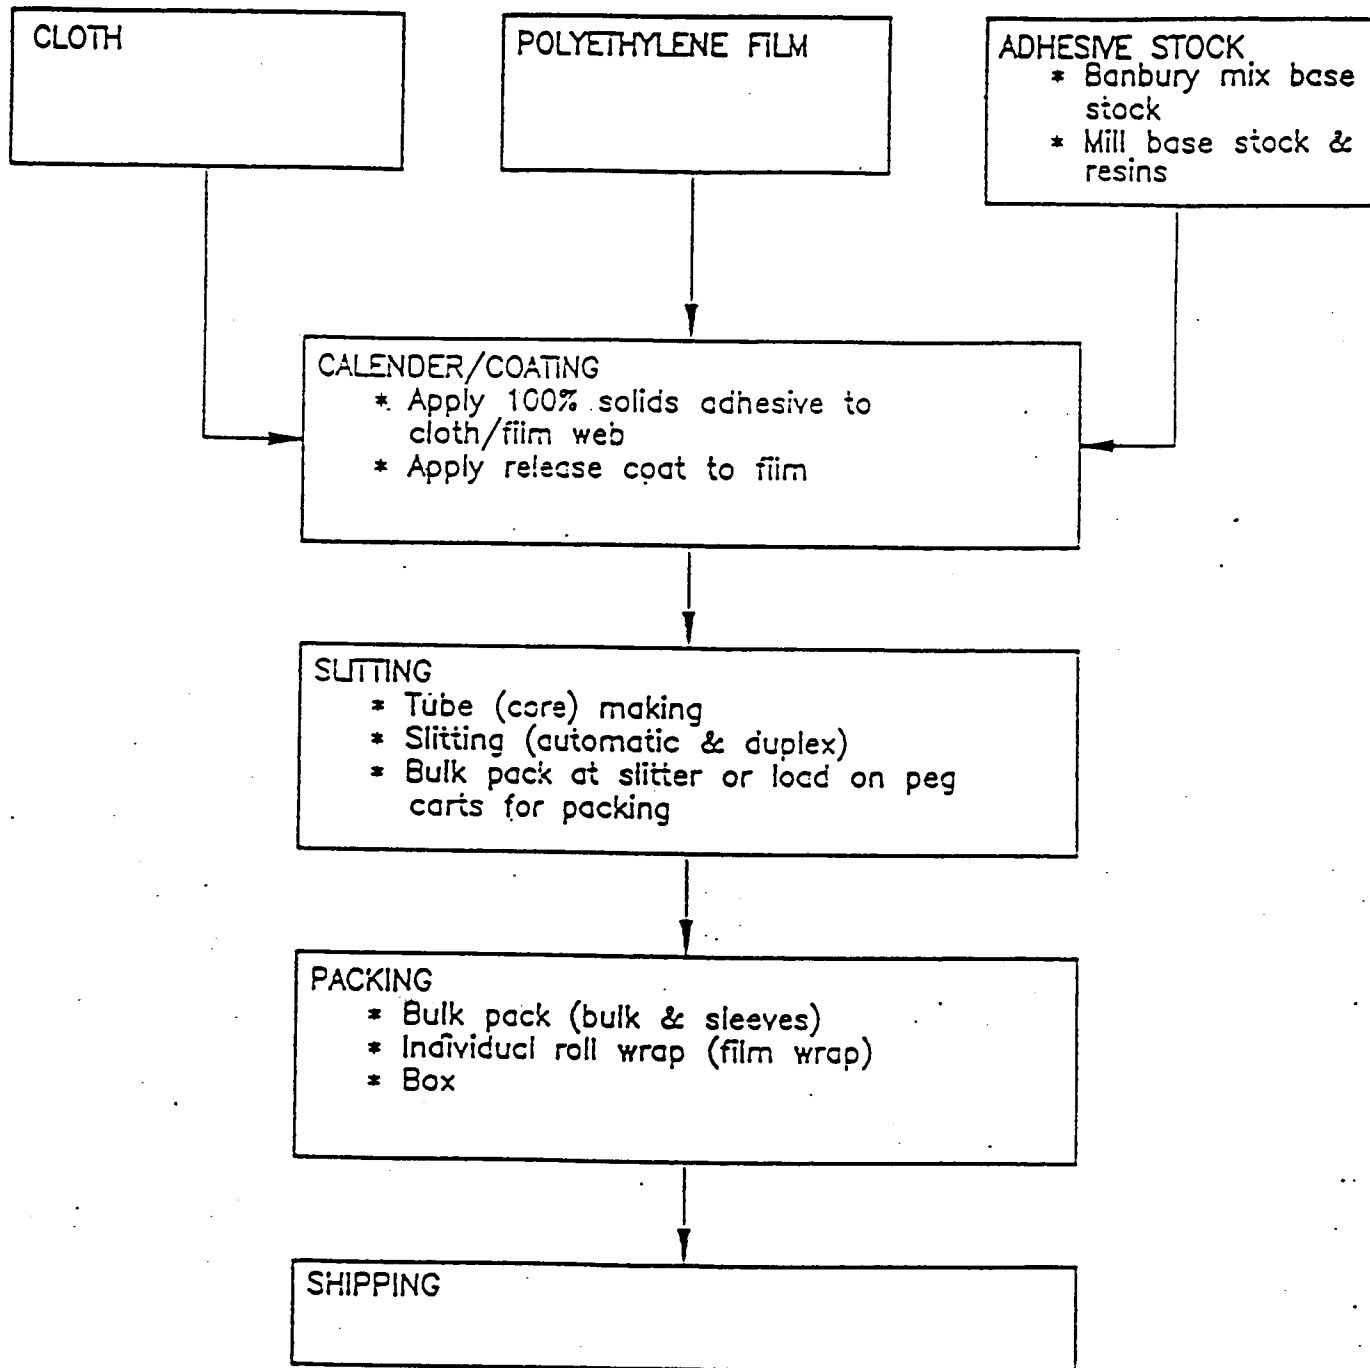 CLOTH
POLYETHYLENE FILM
ADHESIVE STOCK
* Banbury mix base
stock
* Mill base stock &
resins
CALENDER/COATING
* Apply 100% solids adhesive to
cloth/film web
* Apply release coat to film
SLITTING
* Tube (core) making
* Slitting (automatic & duplex)
* Bulk pack at slitter or load on peg
carts for packing
PACKING
* Bulk pack (bulk & sleeves)
* Individual roll wrap (film wrap)
* Box
SHIPPING